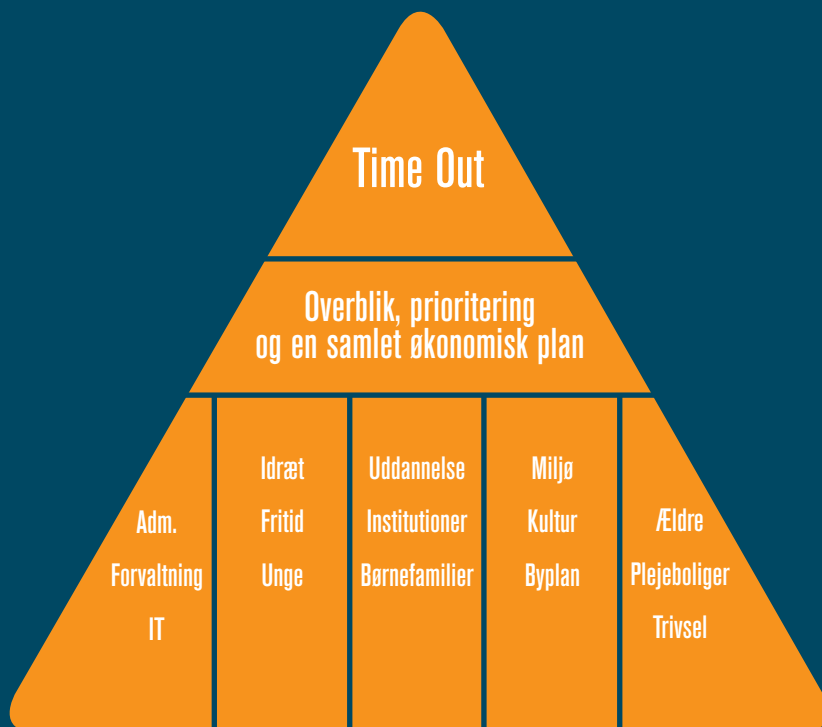 Time Out
Overblik, prioritering
og en samlet økonomisk plan
Adm.
Forvaltning
IT
Idræt
Fritid
Unge
Uddannelse
Institutioner
Børnefamilier
Miljø
Kultur
Byplan
Ældre
Plejeboliger
Trivsel